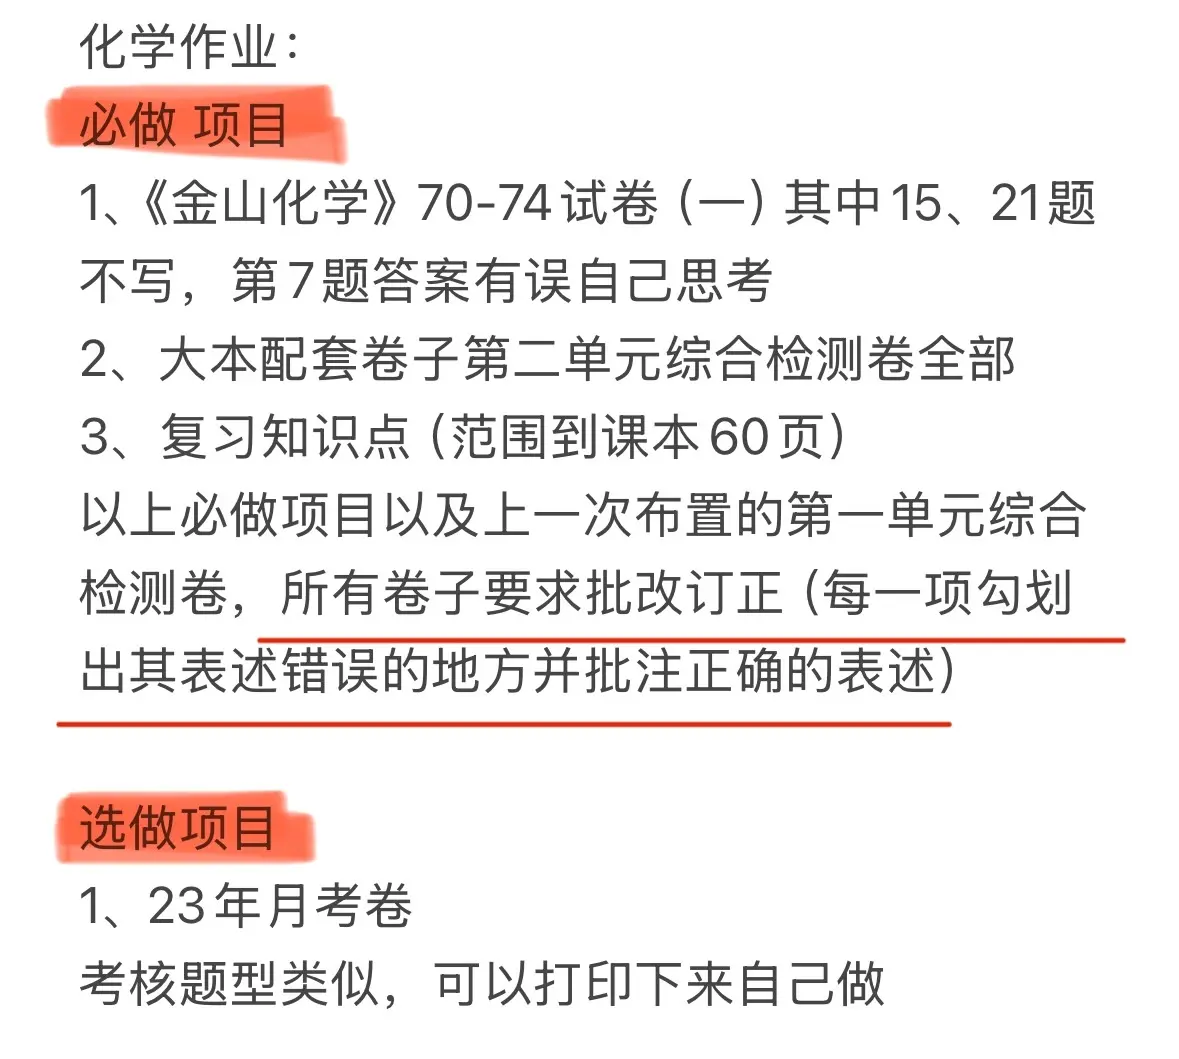 化学作业：
必做 项目
1、《金山化学》70-74试卷（一）其中15、21题
不写，第7题答案有误自己思考
2、大本配套卷子第二单元综合检测卷全部
3、复习知识点（范围到课本60页）
以上必做项目以及上一次布置的第一单元综合
检测卷，所有卷子要求批改订正（每一项勾划
出其表述错误的地方并批注正确的表述）
选做项目
1、23年月考卷
考核题型类似，可以打印下来自己做